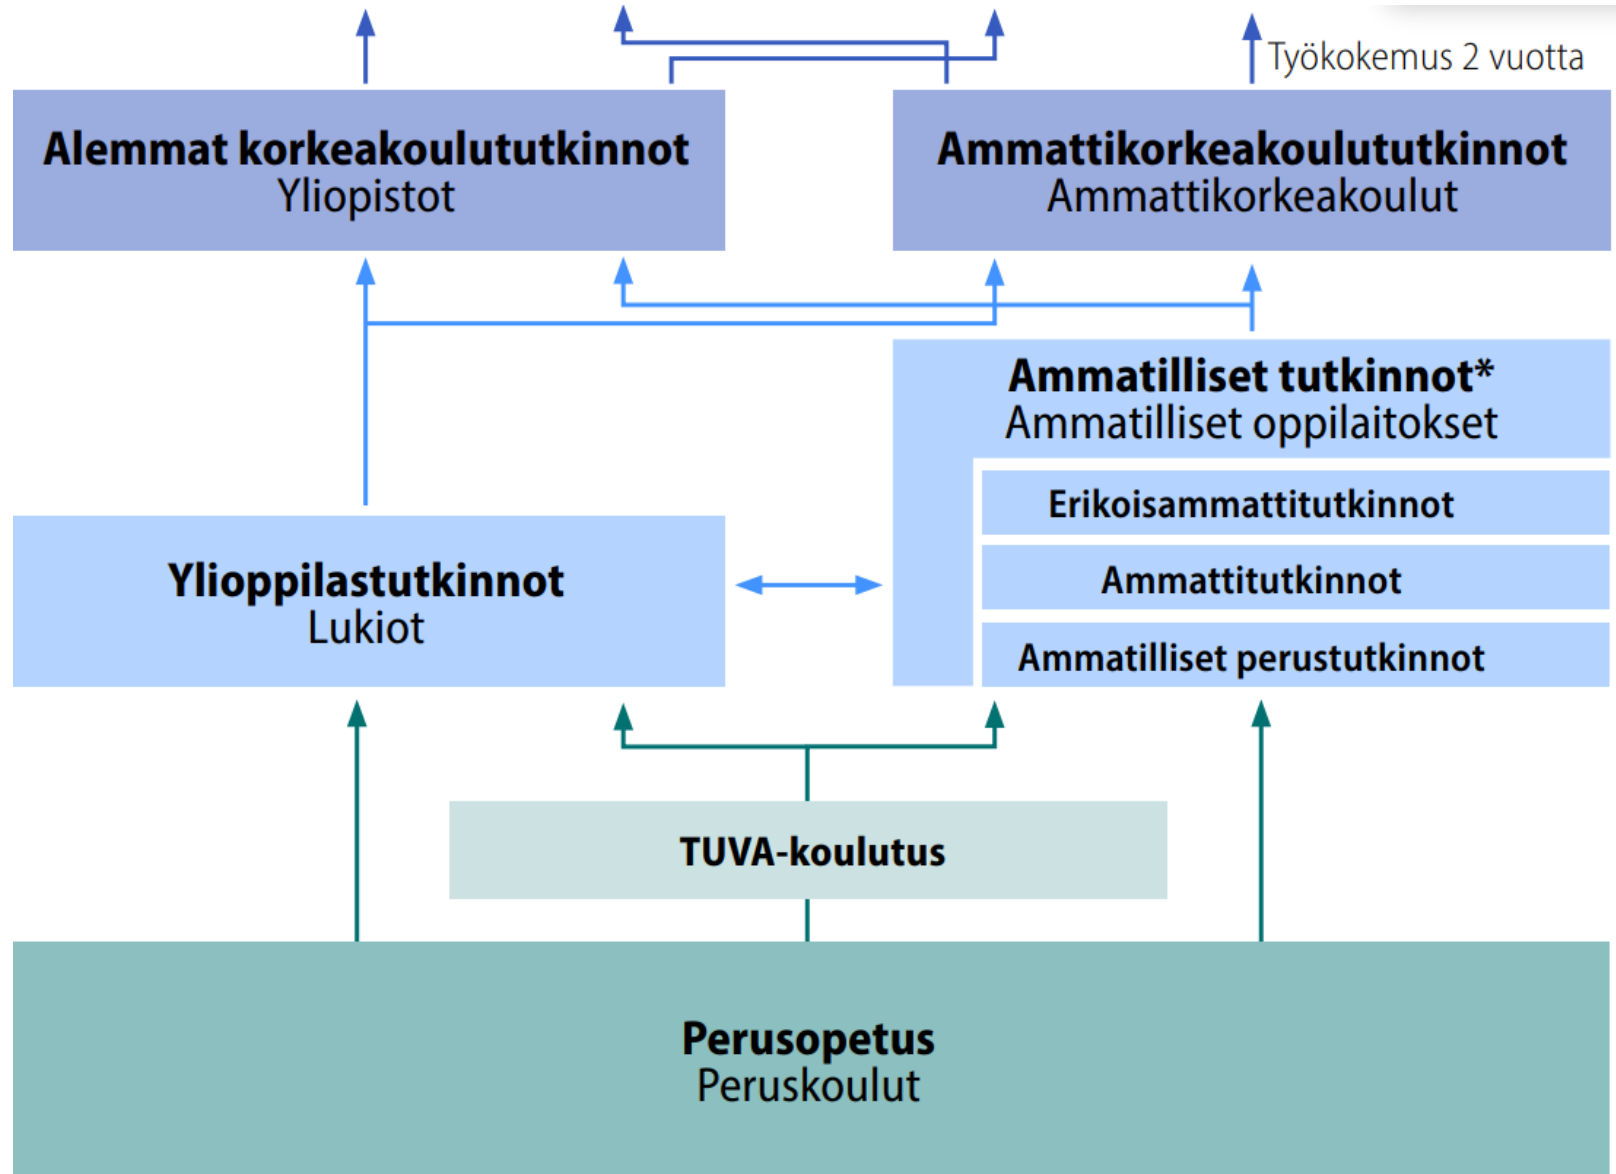 Työkokemus 2 vuotta
Alemmat korkeakoulututkinnot
Yliopistot
Ammattikorkeakoulututkinnot
Ammattikorkeakoulut
Ammatilliset tutkinnot*
Ammatilliset oppilaitokset
Erikoisammattitutkinnot
Ammattitutkinnot
Ammatilliset perustutkinnot
Ylioppilastutkinnot
Lukiot
TUVA-koulutus
Perusopetus
Peruskoulut